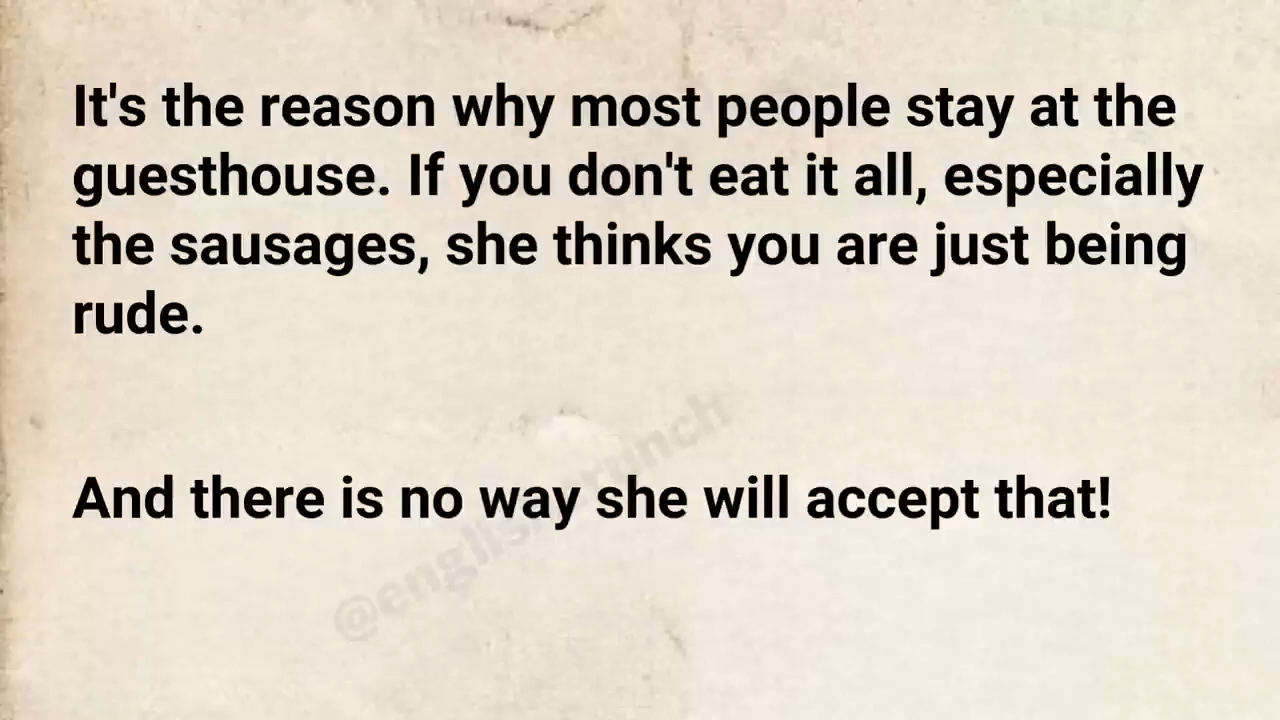 It's the reason why most people stay at the
guesthouse. If you don't eat it all, especially
the sausages, she thinks you are just being
rude.
And there is no way she will accept that!